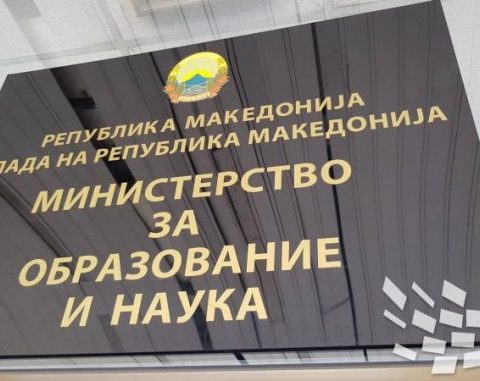 РЕПУБЛИКА МАКЕДОНИЈА
ЛАДА НА РЕПУБЛИКА МАКЕДОНИЈА
МИНИСТЕРСТВО
ЗА
ОБРАЗОВАНИЕ
И НАУКА